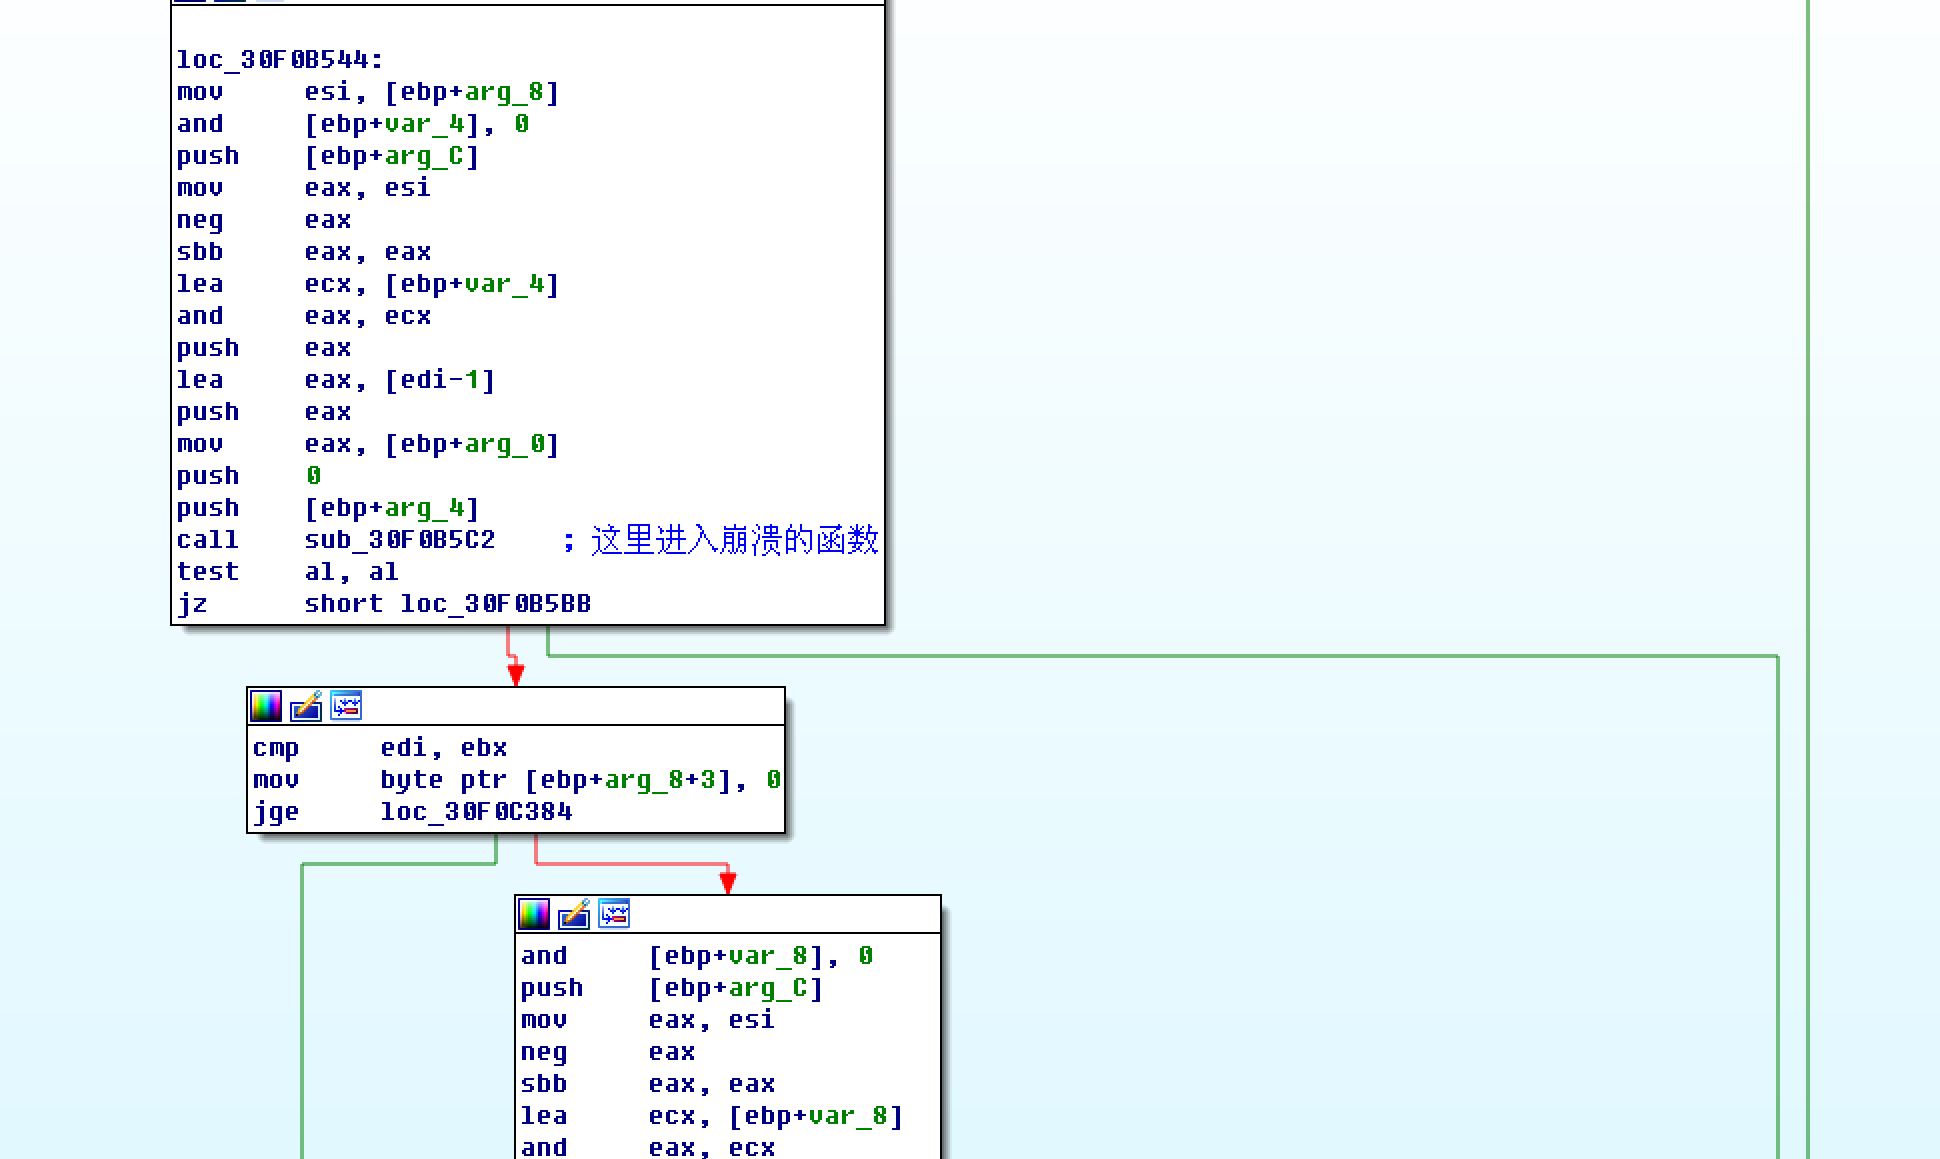 loc_30F0B544:
mov esi, [ebp+arg_8]
and [ebp+var_4], 0
push [ebp+arg_C]
mov eax, esi
neg eax
sbb eax, eax
lea ecx, [ebp+var_4]
and eax, ecx
push eax
lea eax, [edi-1]
push eax
mov eax, [ebp+arg_0]
push 0
push [ebp+arg_4]
call sub_30F0B5C2 ; 这里进入崩溃的函数
test al, al
jz short loc_30F0B5BB
cmp edi, ebx
mov byte ptr [ebp+arg_8+3], 0
jge loc_30F0C384
and [ebp+var_8], 0
push [ebp+arg_C]
mov eax, esi
neg eax
sbb eax, eax
lea ecx, [ebp+var_8]
and eax, ecx